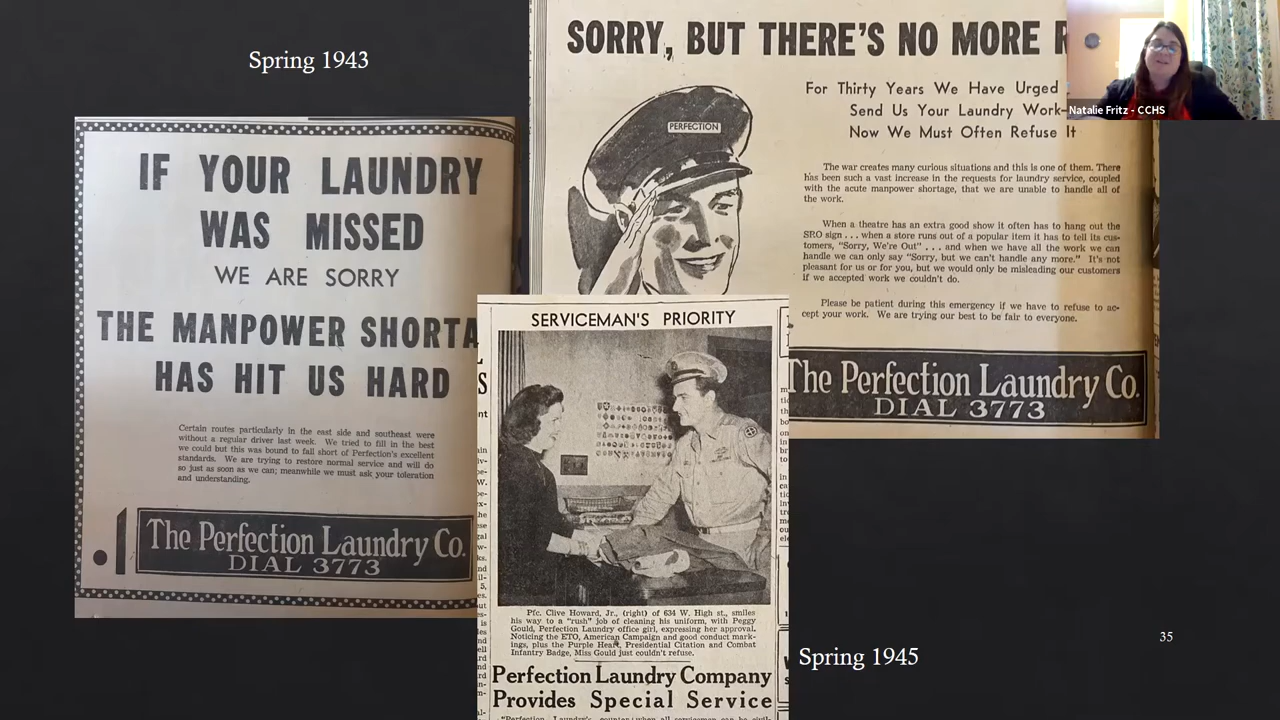 Spring 1943
IF YOUR LAUNDRY
WAS MISSED
WE ARE SORRY
THE MANPOWER SHORTA
HAS HIT US HARD
Certain routes particularly in the east side and southeast were
without a regular driver last week. We tried to fill in the best
we could but this was bound to fall short of Perfection's excellent
standards. We are trying to restore normal service and will do
so just as soon as we can; meanwhile we must ask your toleration
and understanding.
The Perfection Laundry Co.
DIAL 3773
SORRY, BUT THERE'S NO MORE
PERFECTION
For Thirty Years We Have Urged
Send Us Your Laundry Work—
Now We Must Often Refuse It
The war creates many curious situations and this is one of them. There
has been such a vast increase in the requests for laundry service, coupled
with the acute manpower shortage, that we are unable to handle all of
the work.
When a theatre has an extra good show it often has to hang out the
SRO sign . . . when a store runs out of a popular item it has to tell its cus-
tomers, "Sorry, We're Out" . . . and when we have all the work we can
handle we can only say "Sorry, but we can't handle any more." It's not
pleasant for us or for you, but we would only be misleading our customers
if we accepted work we couldn't do.
Please be patient during this emergency if we have to refuse to ac-
cept your work. We are trying our best to be fair to everyone.
The Perfection Laundry Co.
DIAL 3773
Natalie Fritz - CCHS
SERVICEMAN'S PRIORITY
Pfc. Clive Howard, Jr., (right) of 634 W. High st., smiles
his way to a "rush" job of cleaning his uniform, with Peggy
Gould, Perfection Laundry office girl, expressing her approval.
Noticing the ETO, American Campaign and good conduct mark-
ings, plus the Purple Heart, Presidential Citation and Combat
Infantry Badge, Miss Gould just couldn't refuse.
Perfection Laundry Company
Provides Special Service
Spring 1945
35